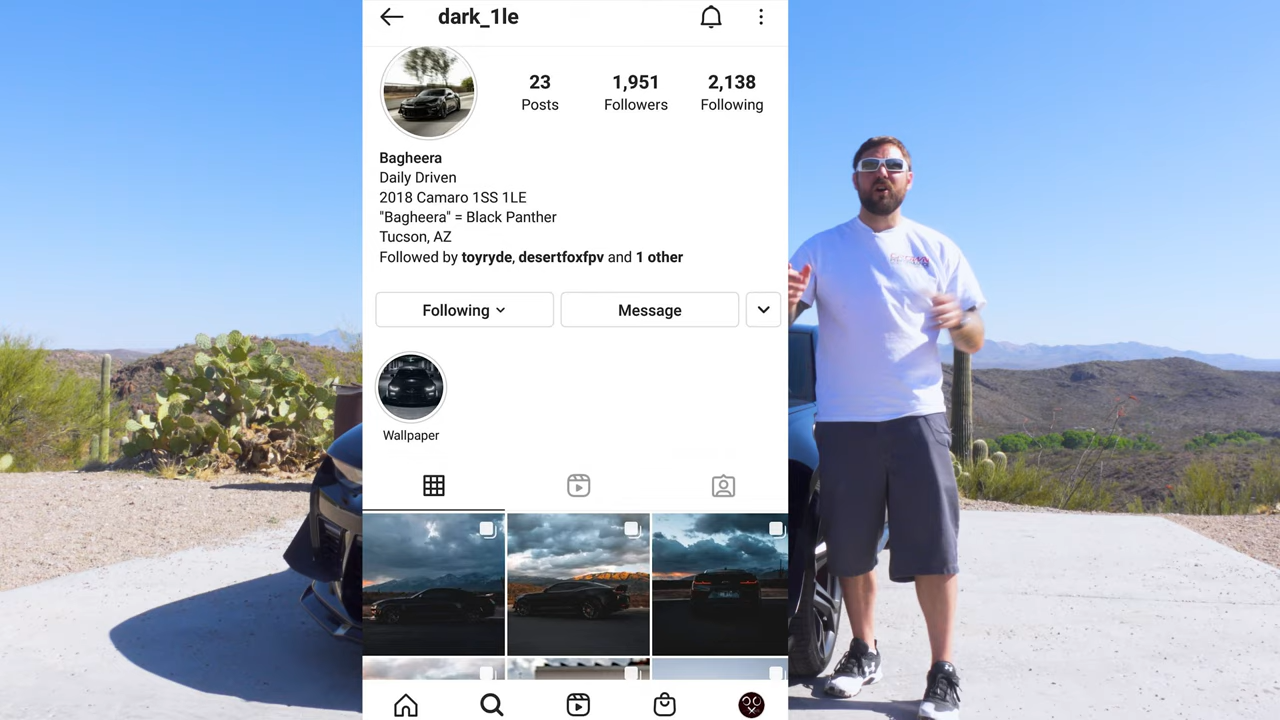 dark_1le
23
Posts
1,951
Followers
2,138
Following
Bagheera
Daily Driven
2018 Camaro 1SS 1LE
"Bagheera" = Black Panther
Tucson, AZ
Followed by toyryde, desertfoxfpv and 1 other
Following
Message
Wallpaper